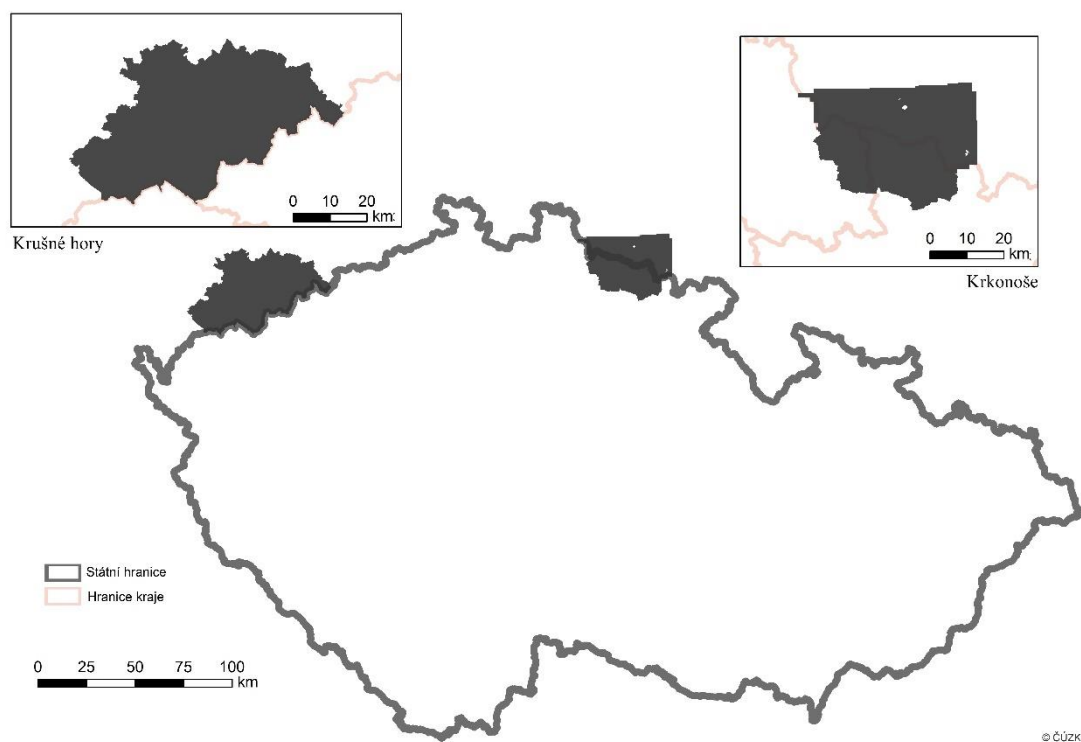 0 10 20
km
Krušné hory
0 10 20
km
Krkonoše
Státní hranice
Hranice kraje
0 25 50 75 100
km
© ČÚZK